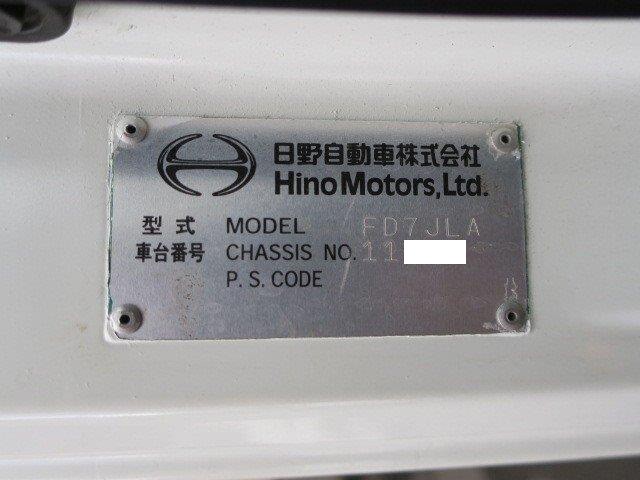 日野自動車株式会社
Hino Motors, Ltd.
型式 MODEL FD7JLA
車台番号 CHASSIS NO. 11
P.S.CODE